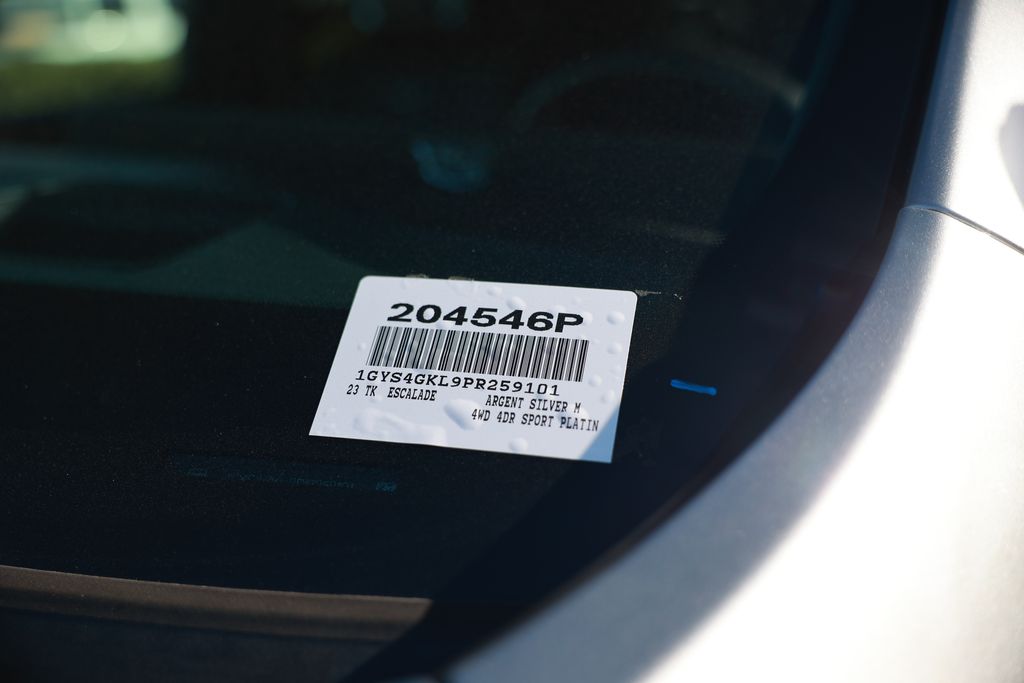 204546P
1GYS4GKL9PR259101
23 TK ESCALADE ARGENT SILVER M
4WD 4DR SPORT PLATIN